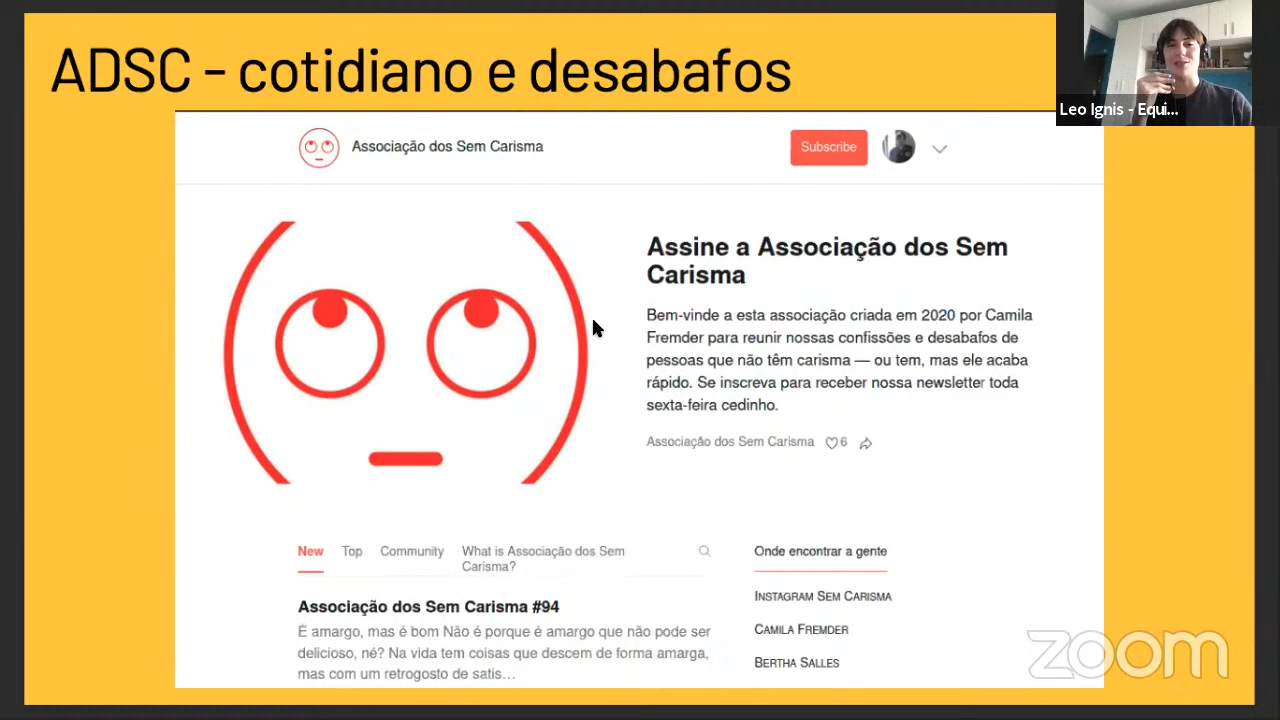 ADSC - cotidiano e desabafos
Leo Ignis - Equi...
Associação dos Sem Carisma
Subscribe
Assine a Associação dos Sem
Carisma
Bem-vinde a esta associação criada em 2020 por Camila
Fremder para reunir nossas confissões e desabafos de
pessoas que não têm carisma — ou tem, mas ele acaba
rápido. Se inscreva para receber nossa newsletter toda
sexta-feira cedinho.
Associação dos Sem Carisma 6
New Top Community What is Associação dos Sem
Carisma?
Associação dos Sem Carisma #94
É amargo, mas é bom Não é porque é amargo que não pode ser
delicioso, né? Na vida tem coisas que descem de forma amarga,
mas com um retrogosto de satis...
Onde encontrar a gente
INSTAGRAM SEM CARISMA
CAMILA FREMDER
BERTHA SALLES
zoom